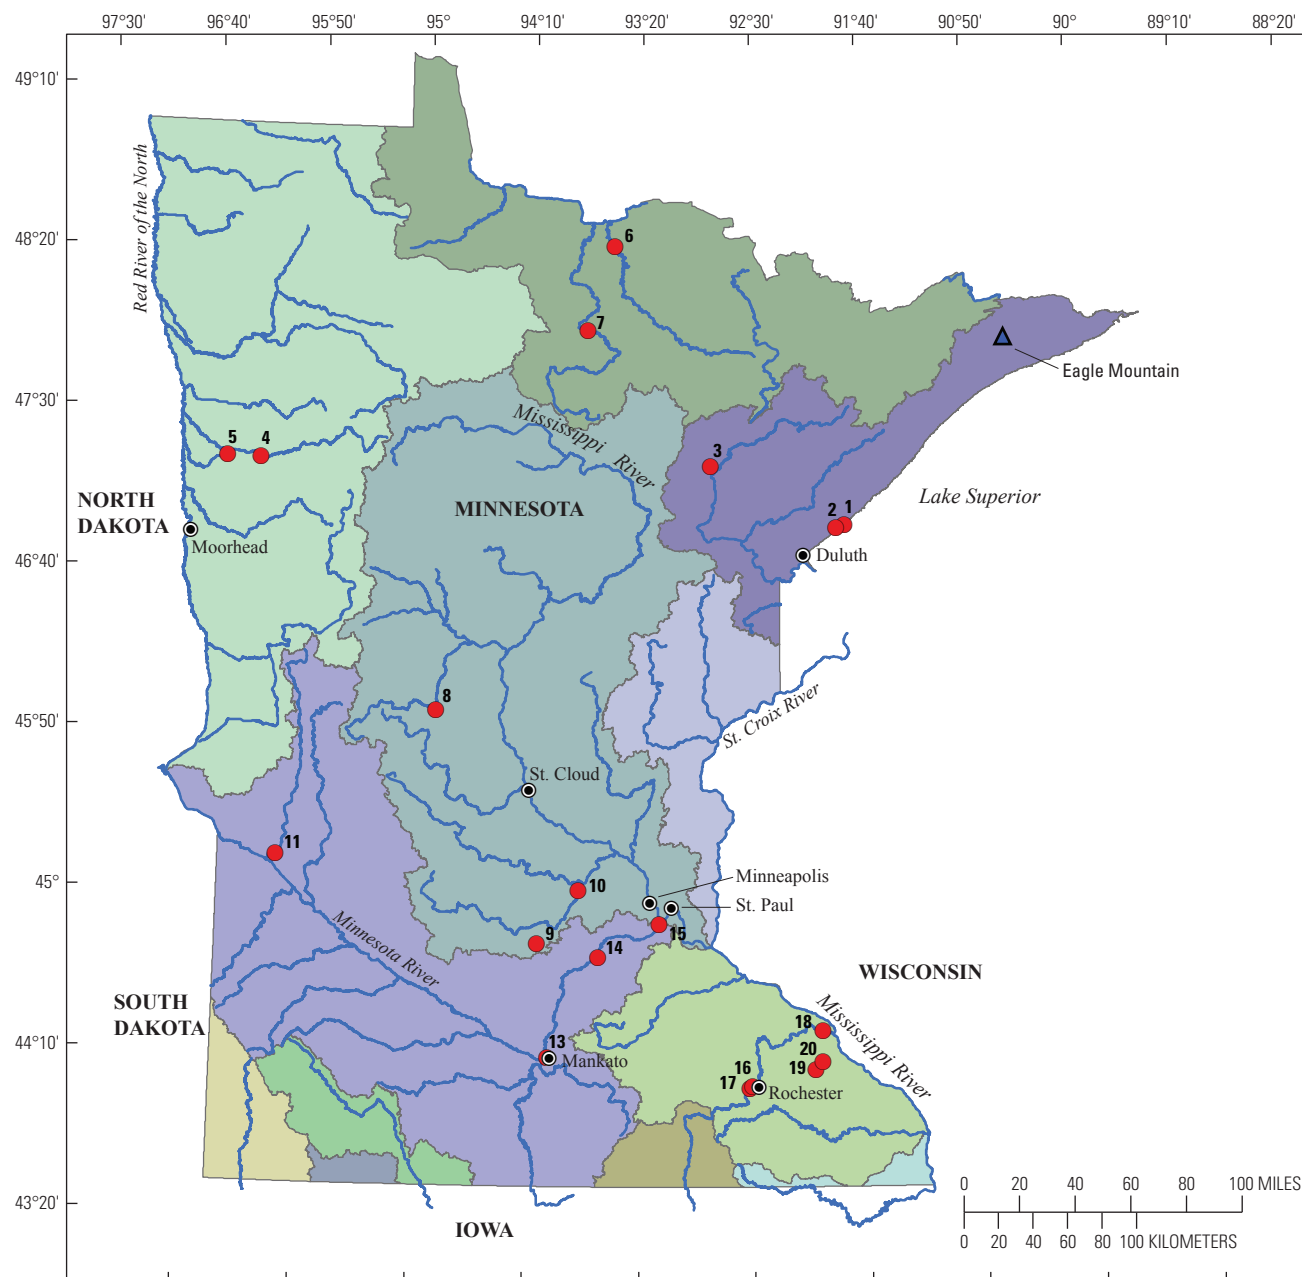 97°30' 96°40' 95°50' 95° 94°10' 93°20' 92°30' 91°40' 90°50' 90° 89°10' 88°20'
49°10'
Red River of the North
48°20'
6
7
Eagle Mountain
47°30'
Mississippi River
5 4
3
NORTH
DAKOTA
MINNESOTA
Lake Superior
2 1
Moorhead
Duluth
46°40'
8
St. Croix River
45°50'
St. Cloud
11
Minneapolis
45°
10
St. Paul
Minnesota River
9
14
15
WISCONSIN
SOUTH
DAKOTA
Mississippi River
18
44°10'
13
Mankato
20
19
16
17
Rochester
43°20'
IOWA
0 20 40 60 80 100 MILES
0 20 40 60 80 100 KILOMETERS